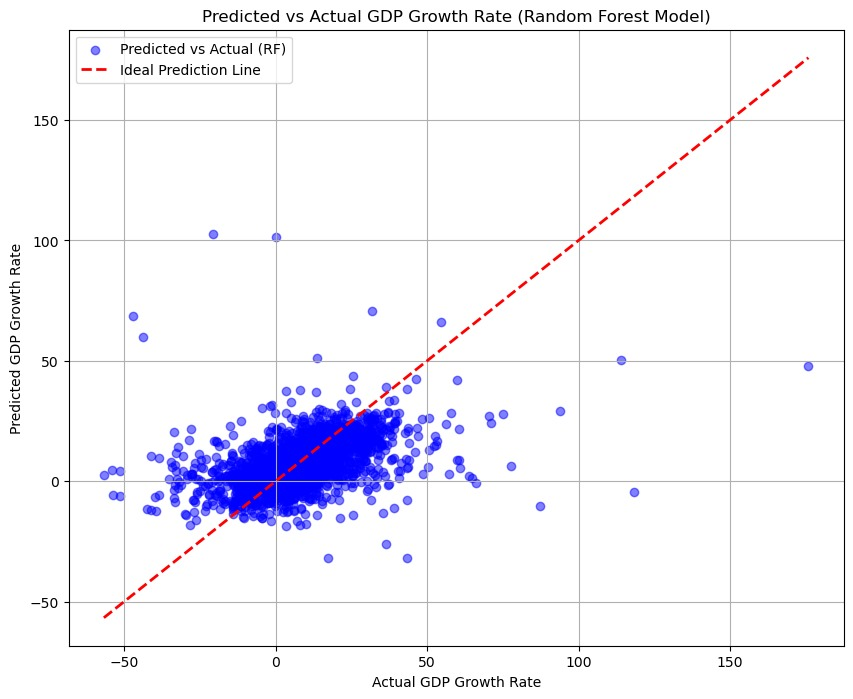 Predicted vs Actual GDP Growth Rate (Random Forest Model)
Predicted vs Actual (RF)
Ideal Prediction Line
Predicted GDP Growth Rate
150
100
50
0
−50
−50
0
50
100
150
Actual GDP Growth Rate